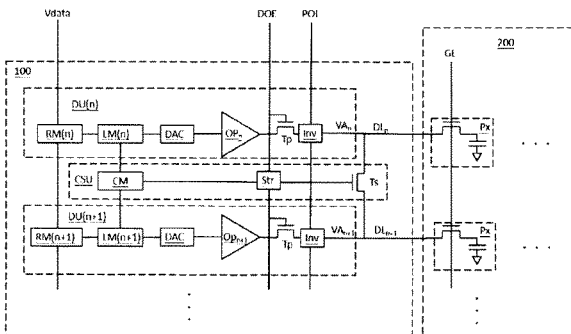 Vdata DOE POL
200
GL
100
DU(n)
RM(n) LM(n) DAC OPn Tp Inv VAn DLn Px
CSU CM Str Ts
DU(n+1)
RM(n+1) LM(n+1) DAC Opn+1 Tp Inv VAn+1 DLn+1 Px